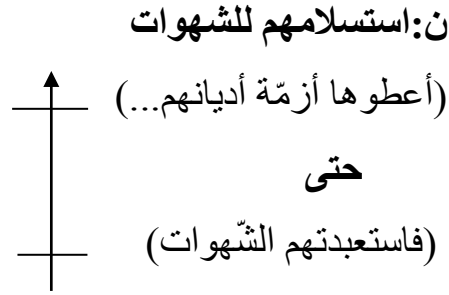 ن:استسلامهم للشهوات
(أعطوها أزمّة أديانهم...)
حتى
(فاستعبدتهم الشّهوات)